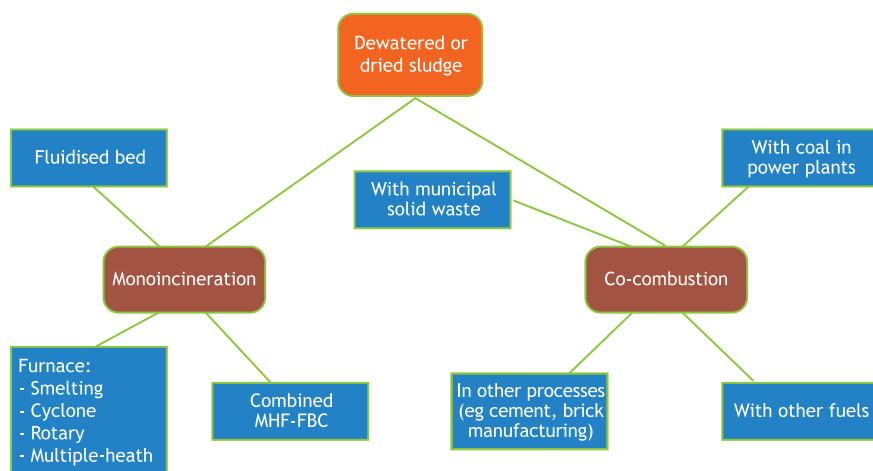 Dewatered or
dried sludge
Fluidised bed
With coal in
power plants
With municipal
solid waste
Monoincineration
Co-combustion
Furnace:
- Smelting
- Cyclone
- Rotary
- Multiple-heath
Combined
MHF-FBC
In other processes
(eg cement, brick
manufacturing)
With other fuels